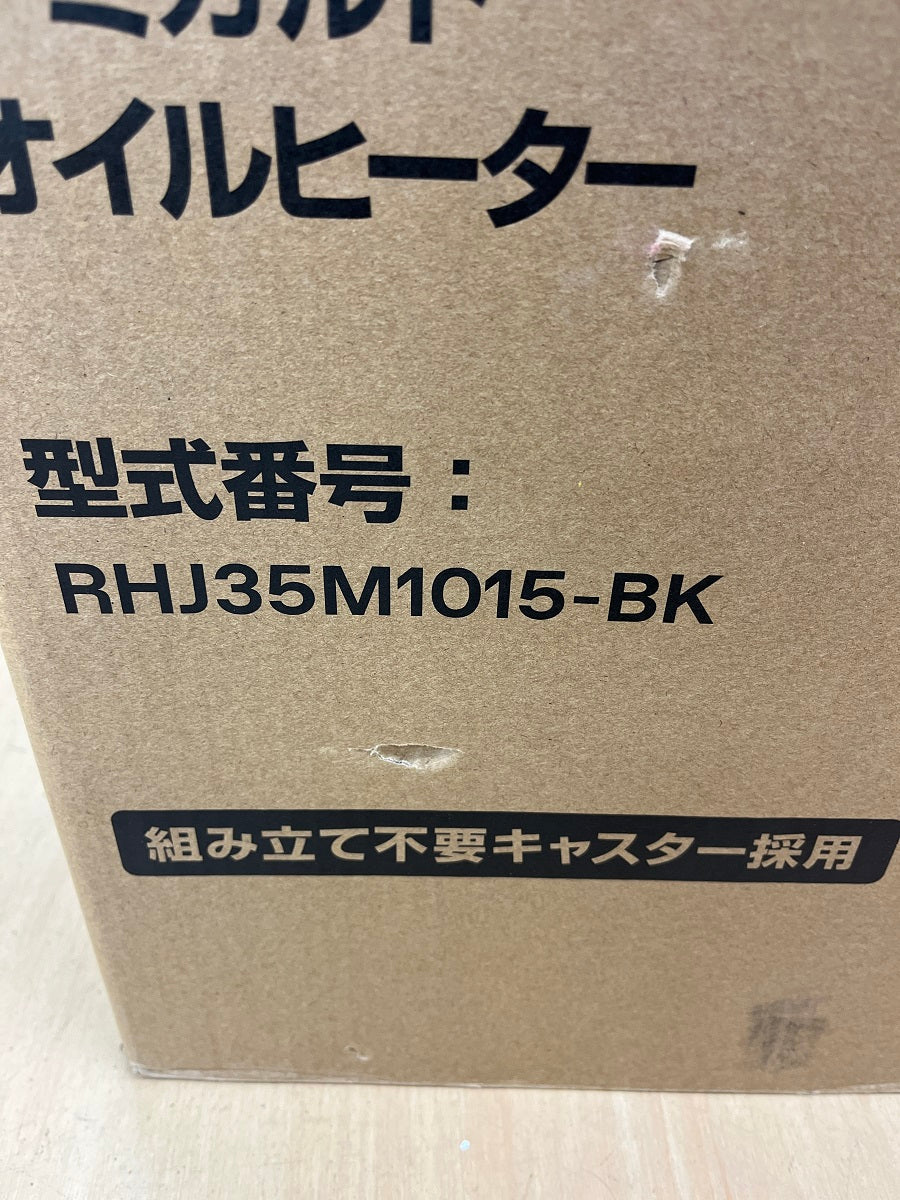 オイルヒーター
型式番号：
RHJ35M1015-BK
組み立て不要キャスター採用